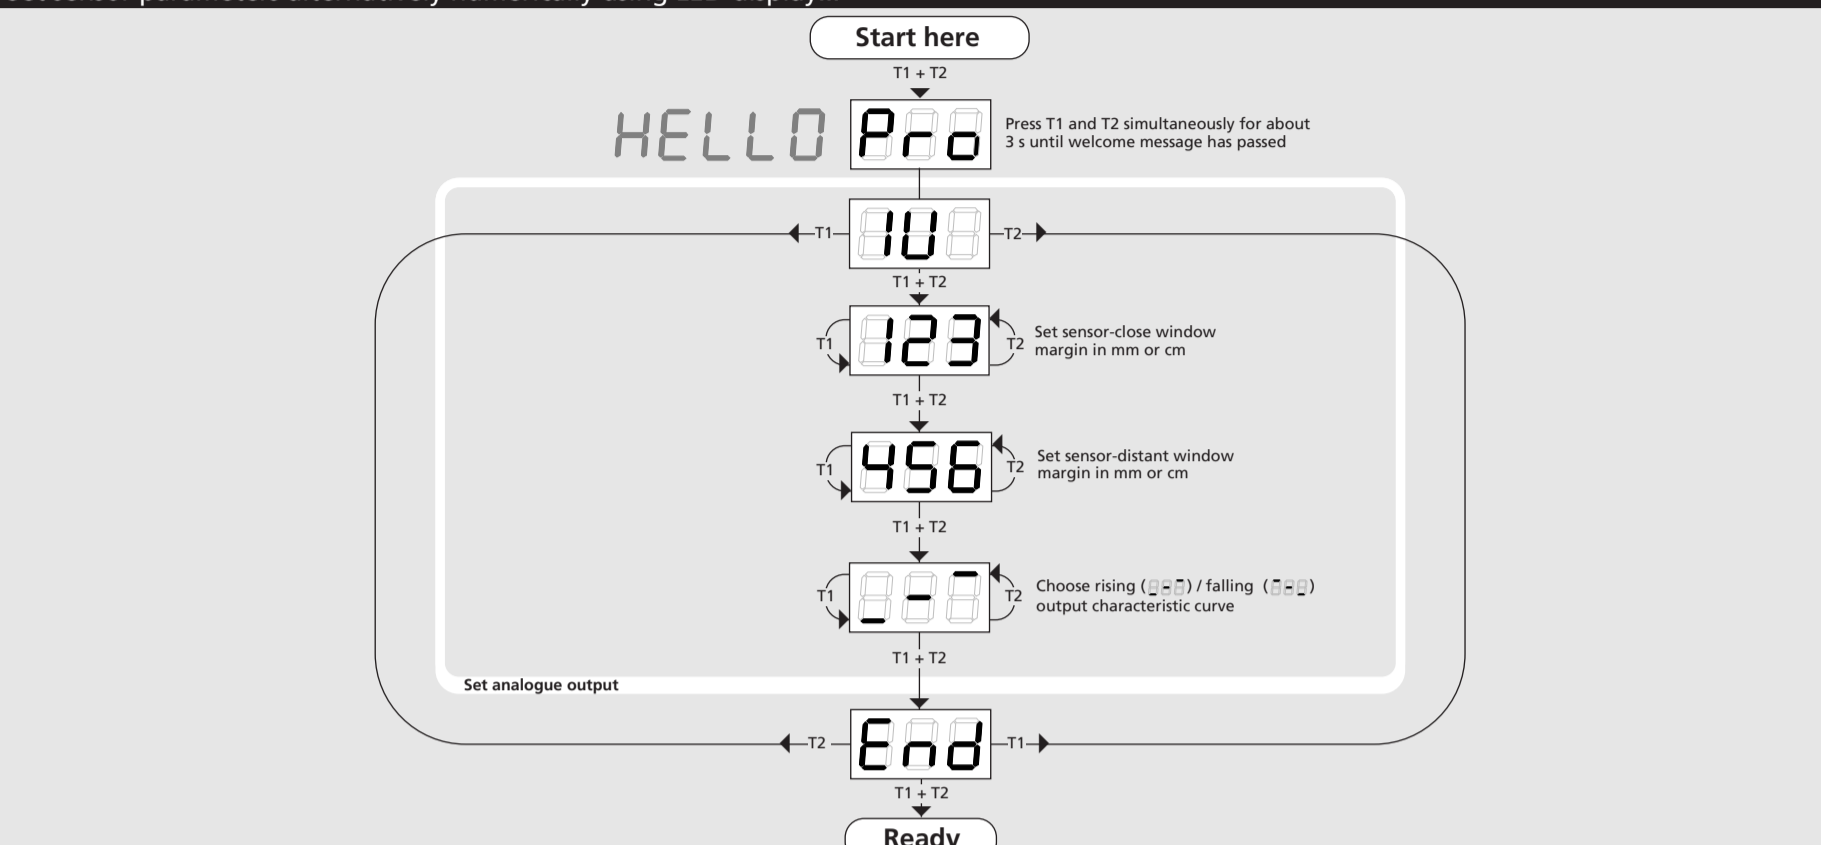 Start here
T1 + T2
HELLO
Pro
Press T1 and T2 simultaneously for about
3 s until welcome message has passed
T1
1U
T2
T1 + T2
T1
123
T2
Set sensor-close window
margin in mm or cm
T1 + T2
T1
456
T2
Set sensor-distant window
margin in mm or cm
T1 + T2
T1
_ - ¯
T2
Choose rising (_-¯) / falling (¯-_)
output characteristic curve
T1 + T2
Set analogue output
T2
End
T1
T1 + T2
Ready